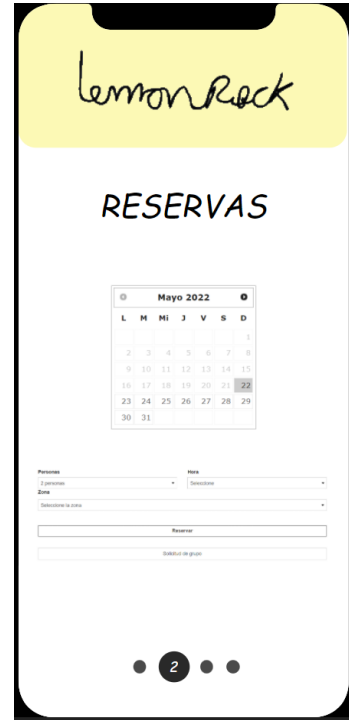 lemonRock
RESERVAS
Mayo 2022
L M Mi J V S D
1
2 3 4 5 6 7 8
9 10 11 12 13 14 15
16 17 18 19 20 21 22
23 24 25 26 27 28 29
30 31
Personas Hora
2 personas Seleccione
Zona
Seleccione la zona
Reservar
Solicitud de grupo
2